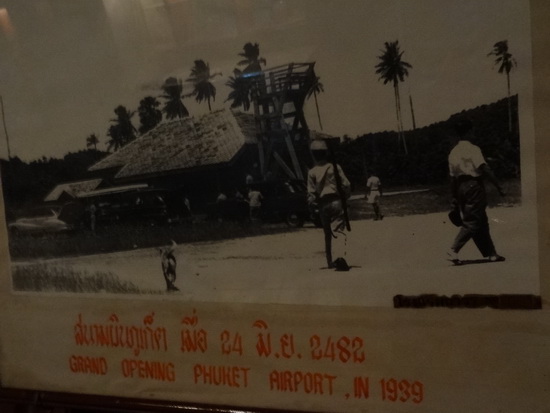 สนามบินภูเก็ต เมื่อ 24 มิ.ย. 2482
GRAND OPENING PHUKET AIRPORT, IN 1939